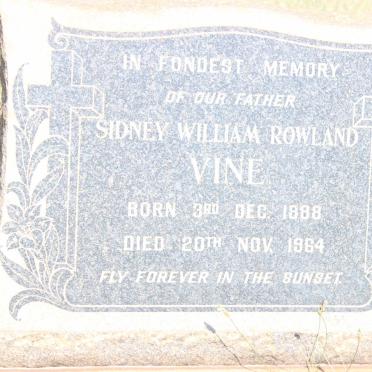 IN FONDEST MEMORY
OF OUR FATHER
SIDNEY WILLIAM ROWLAND
VINE
BORN 3RD DEC. 1888
DIED 20TH NOV. 1964
FLY FOREVER IN THE SUNSET.